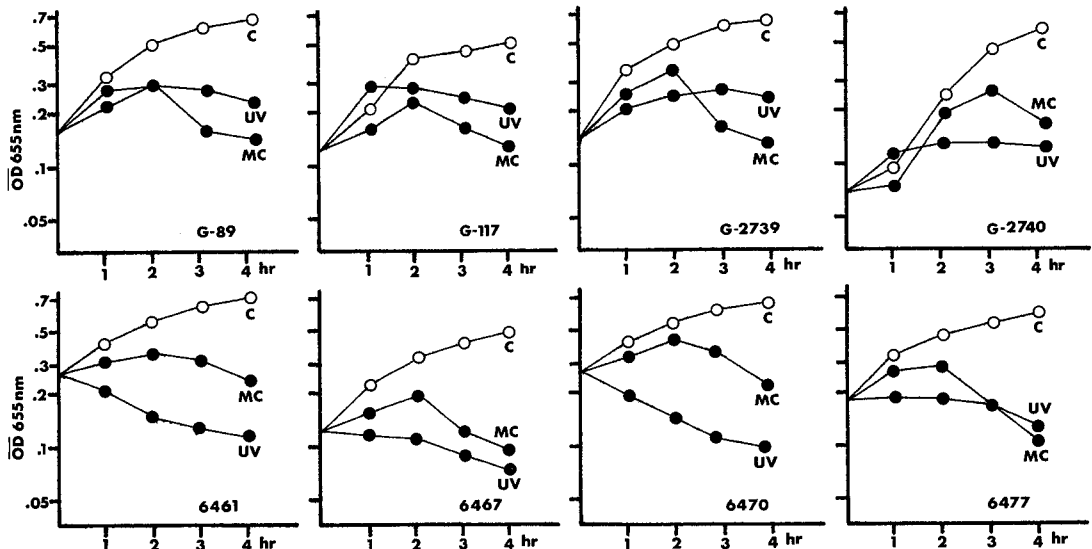 .7
.5
.3
.2
.1
.05
OD 655nm
C
UV
MC
G-89
1 2 3 4 hr
C
UV
MC
G-117
1 2 3 4 hr
C
UV
MC
G-2739
1 2 3 4 hr
C
MC
UV
G-2740
1 2 3 4 hr
.7
.5
.3
.2
.1
.05
OD 655nm
C
MC
UV
6461
1 2 3 4 hr
C
MC
UV
6467
1 2 3 4 hr
C
MC
UV
6470
1 2 3 4 hr
C
UV
MC
6477
1 2 3 4 hr